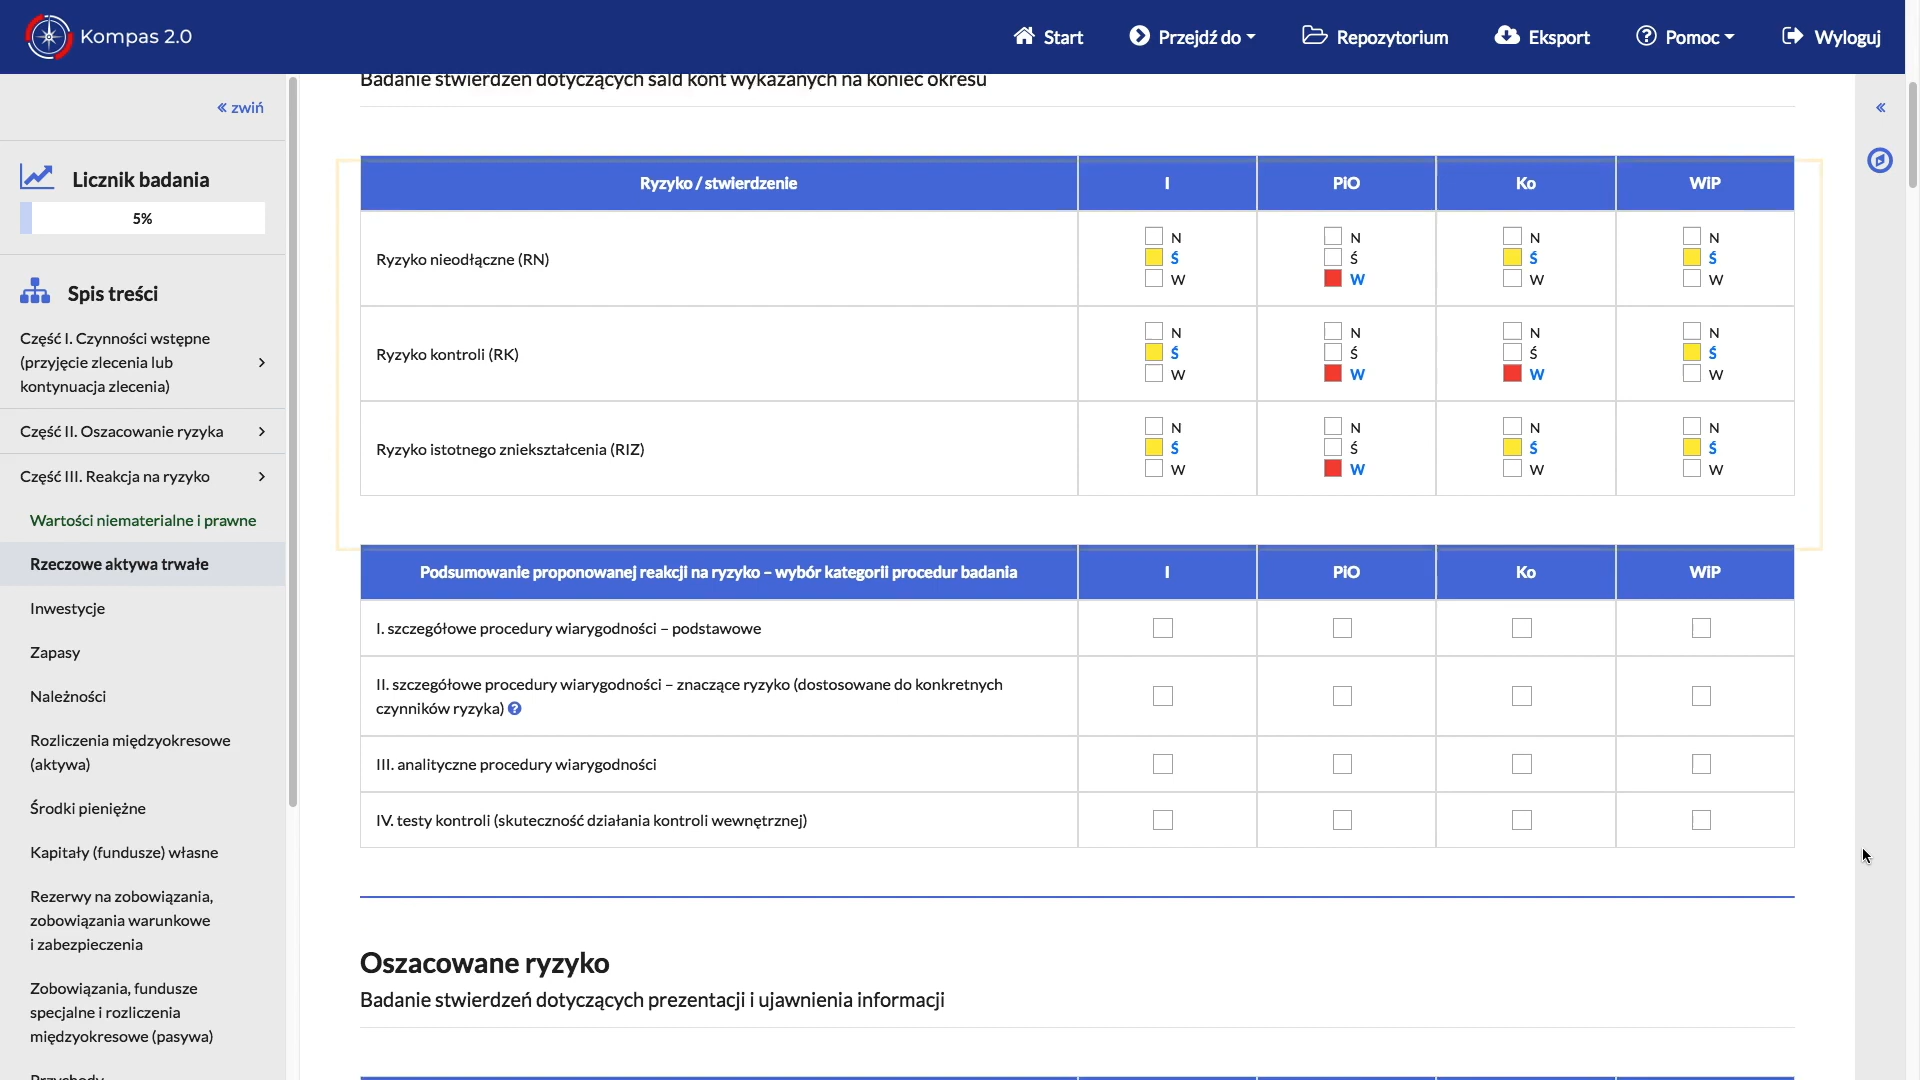 Kompas 2.0
Start
Przejdź do
Repozytorium
Eksport
Pomoc
Wyloguj
« zwiń
Licznik badania
5%
Spis treści
Część I. Czynności wstępne
(przyjęcie zlecenia lub
kontynuacja zlecenia)
Część II. Oszacowanie ryzyka
Część III. Reakcja na ryzyko
Wartości niematerialne i prawne
Rzeczowe aktywa trwałe
Inwestycje
Zapasy
Należności
Rozliczenia międzyokresowe
(aktywa)
Środki pieniężne
Kapitały (fundusze) własne
Rezerwy na zobowiązania,
zobowiązania warunkowe
i zabezpieczenia
Zobowiązania, fundusze
specjalne i rozliczenia
międzyokresowe (pasywa)
Przychody
Badanie stwierdzeń dotyczących sald kont wykazanych na koniec okresu
Ryzyko / stwierdzenie I PiO Ko WiP
N N N N
Ryzyko nieodłączne (RN) Ś Ś Ś Ś
W W W W
N N N N
Ryzyko kontroli (RK) Ś Ś Ś Ś
W W W W
N N N N
Ryzyko istotnego zniekształcenia (RIZ) Ś Ś Ś Ś
W W W W
Podsumowanie proponowanej reakcji na ryzyko – wybór kategorii procedur badania I PiO Ko WiP
I. szczegółowe procedury wiarygodności – podstawowe
II. szczegółowe procedury wiarygodności – znaczące ryzyko (dostosowane do konkretnych
czynników ryzyka) ?
III. analityczne procedury wiarygodności
IV. testy kontroli (skuteczność działania kontroli wewnętrznej)
Oszacowane ryzyko
Badanie stwierdzeń dotyczących prezentacji i ujawnienia informacji